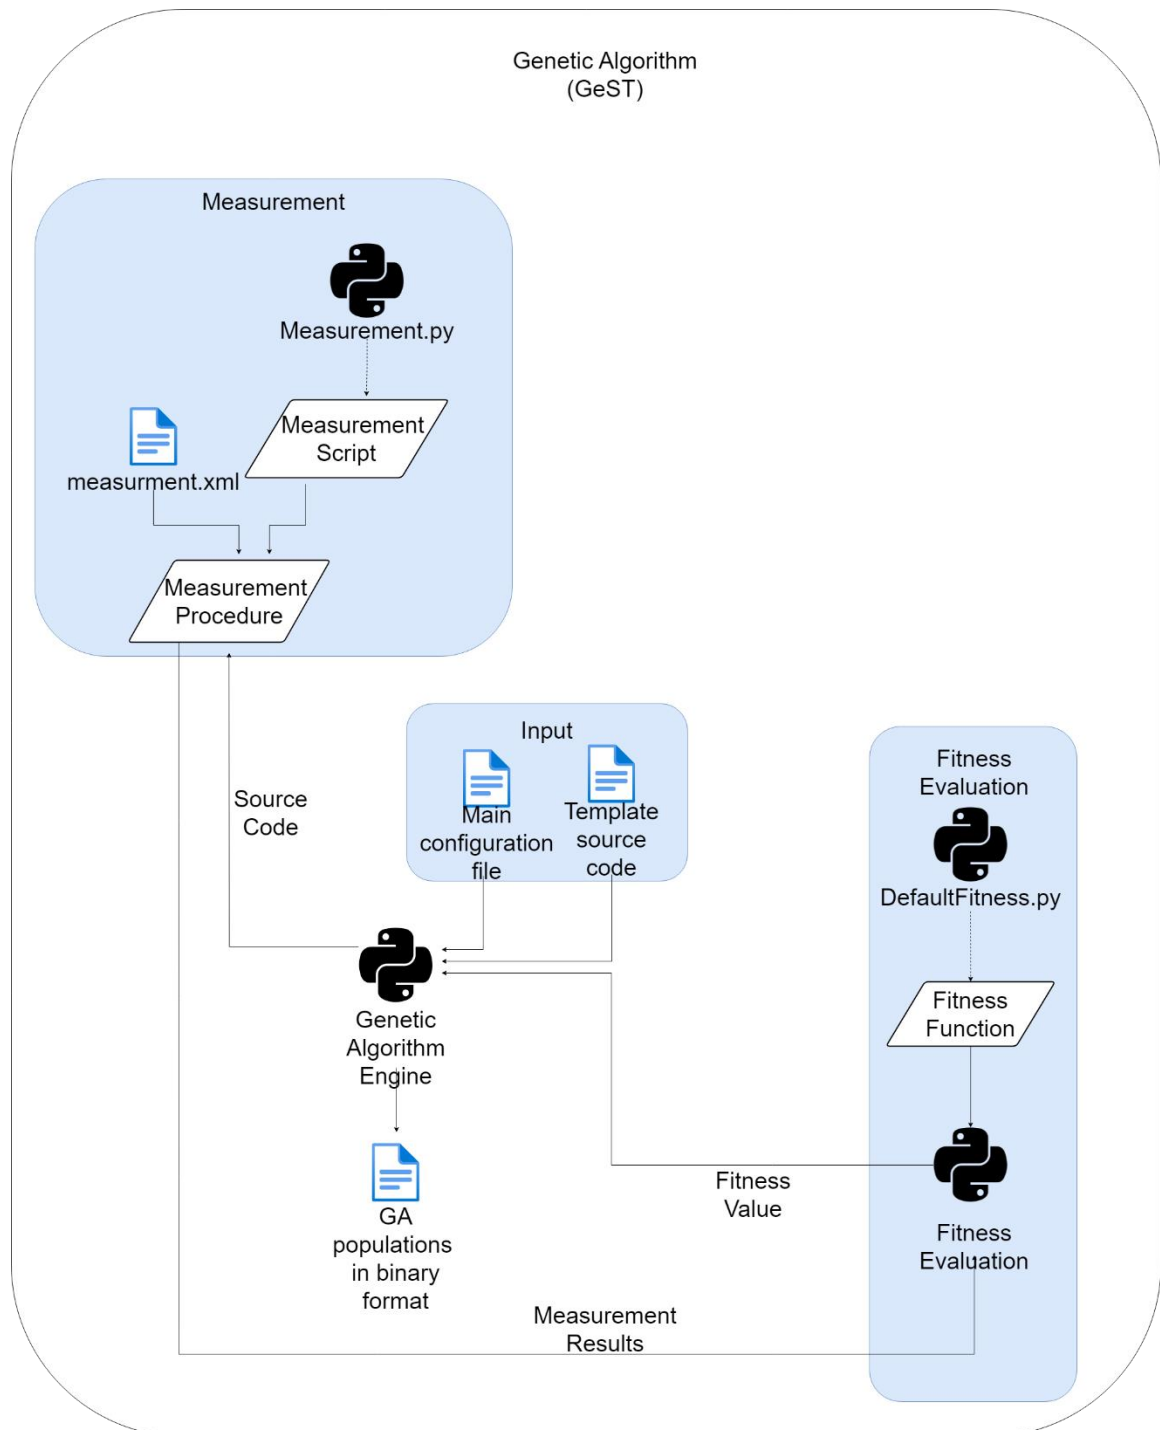 Genetic Algorithm
(GeST)
Measurement
Measurement.py
Measurement
Script
measurment.xml
Measurement
Procedure
Input
Main
configuration
file
Template
source
code
Source
Code
Fitness
Evaluation
DefaultFitness.py
Fitness
Function
Genetic
Algorithm
Engine
Fitness
Value
Fitness
Evaluation
GA
populations
in binary
format
Measurement
Results